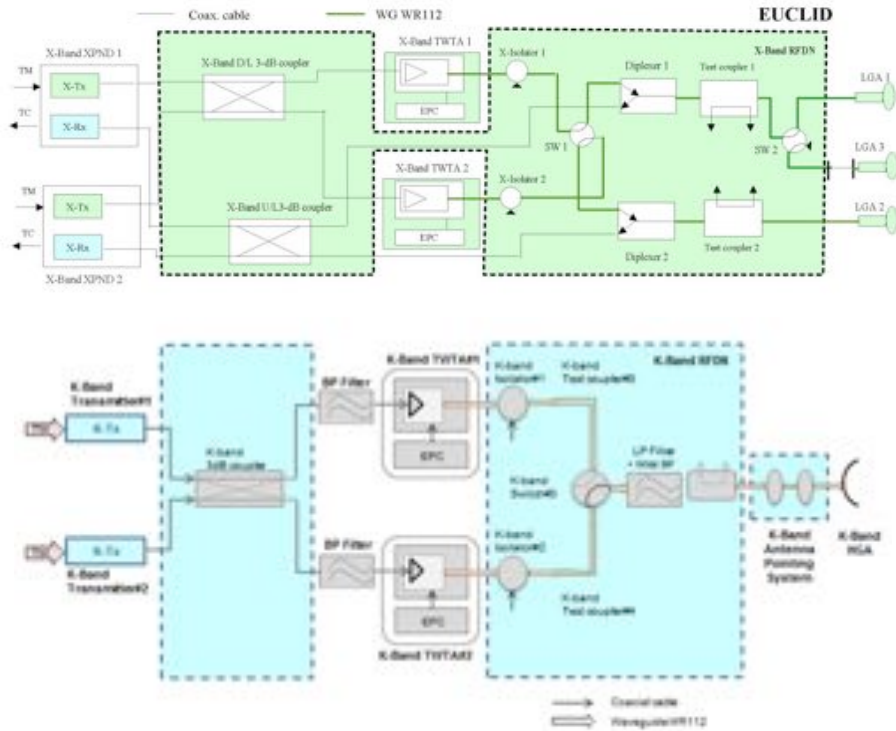 Coax. cable
WG WR112
EUCLID
X-Band XPND 1
X-Band D/L 3-dB coupler
X-Band TWTA 1
X-Isolator 1
X-Band RFDN
TM
X-Tx
TC
X-Rx
EPC
Diplexer 1
Test coupler 1
LGA 1
SW 1
SW 2
LGA 3
X-Band TWTA 2
X-Isolator 2
TM
X-Tx
X-Band U/L3-dB coupler
LGA 2
TC
X-Rx
EPC
Diplexer 2
Test coupler 2
X-Band XPND 2
K-Band TWTA#1
K-Band RFDN
K-Band
Transmitter#1
BP Filter
K-band
Isolator#1
K-band
Test coupler#3
EPC
K-band
3dB coupler
LP Filter
K-band
BP Filter
K-band
Isolator#2
K-Band
Transmitter#2
EPC
K-band
Test coupler#4
K-Band
Antenna
Pointing
System
K-Band
HGA
K-Band TWTA#2
Coaxial cable
Waveguide WR112